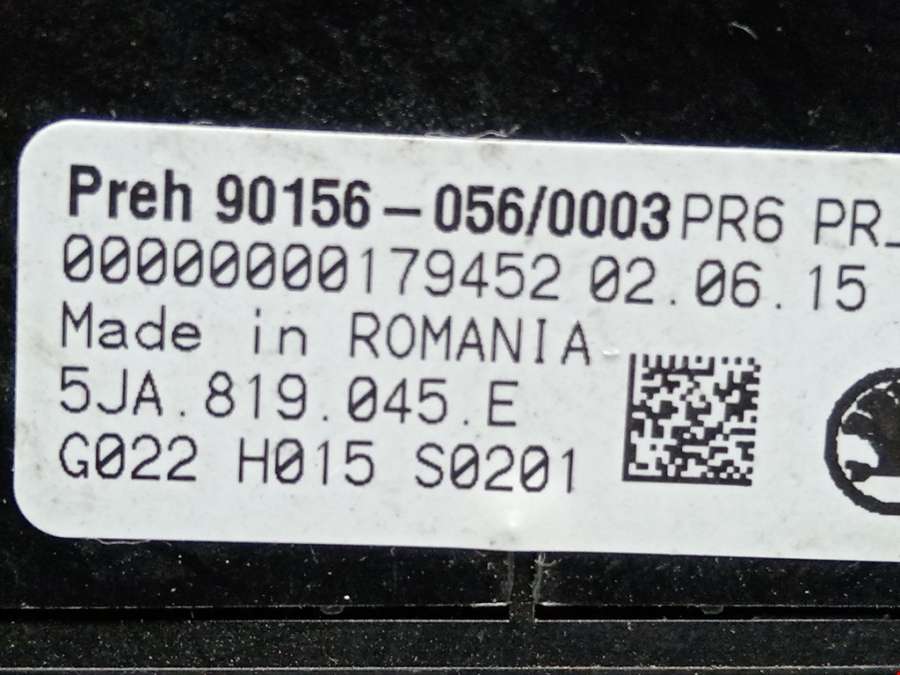 Preh 90156-056/0003 PR6 PR_
00000000179452 02.06.15
Made in ROMANIA
5JA.819.045.E
G022 H015 S0201